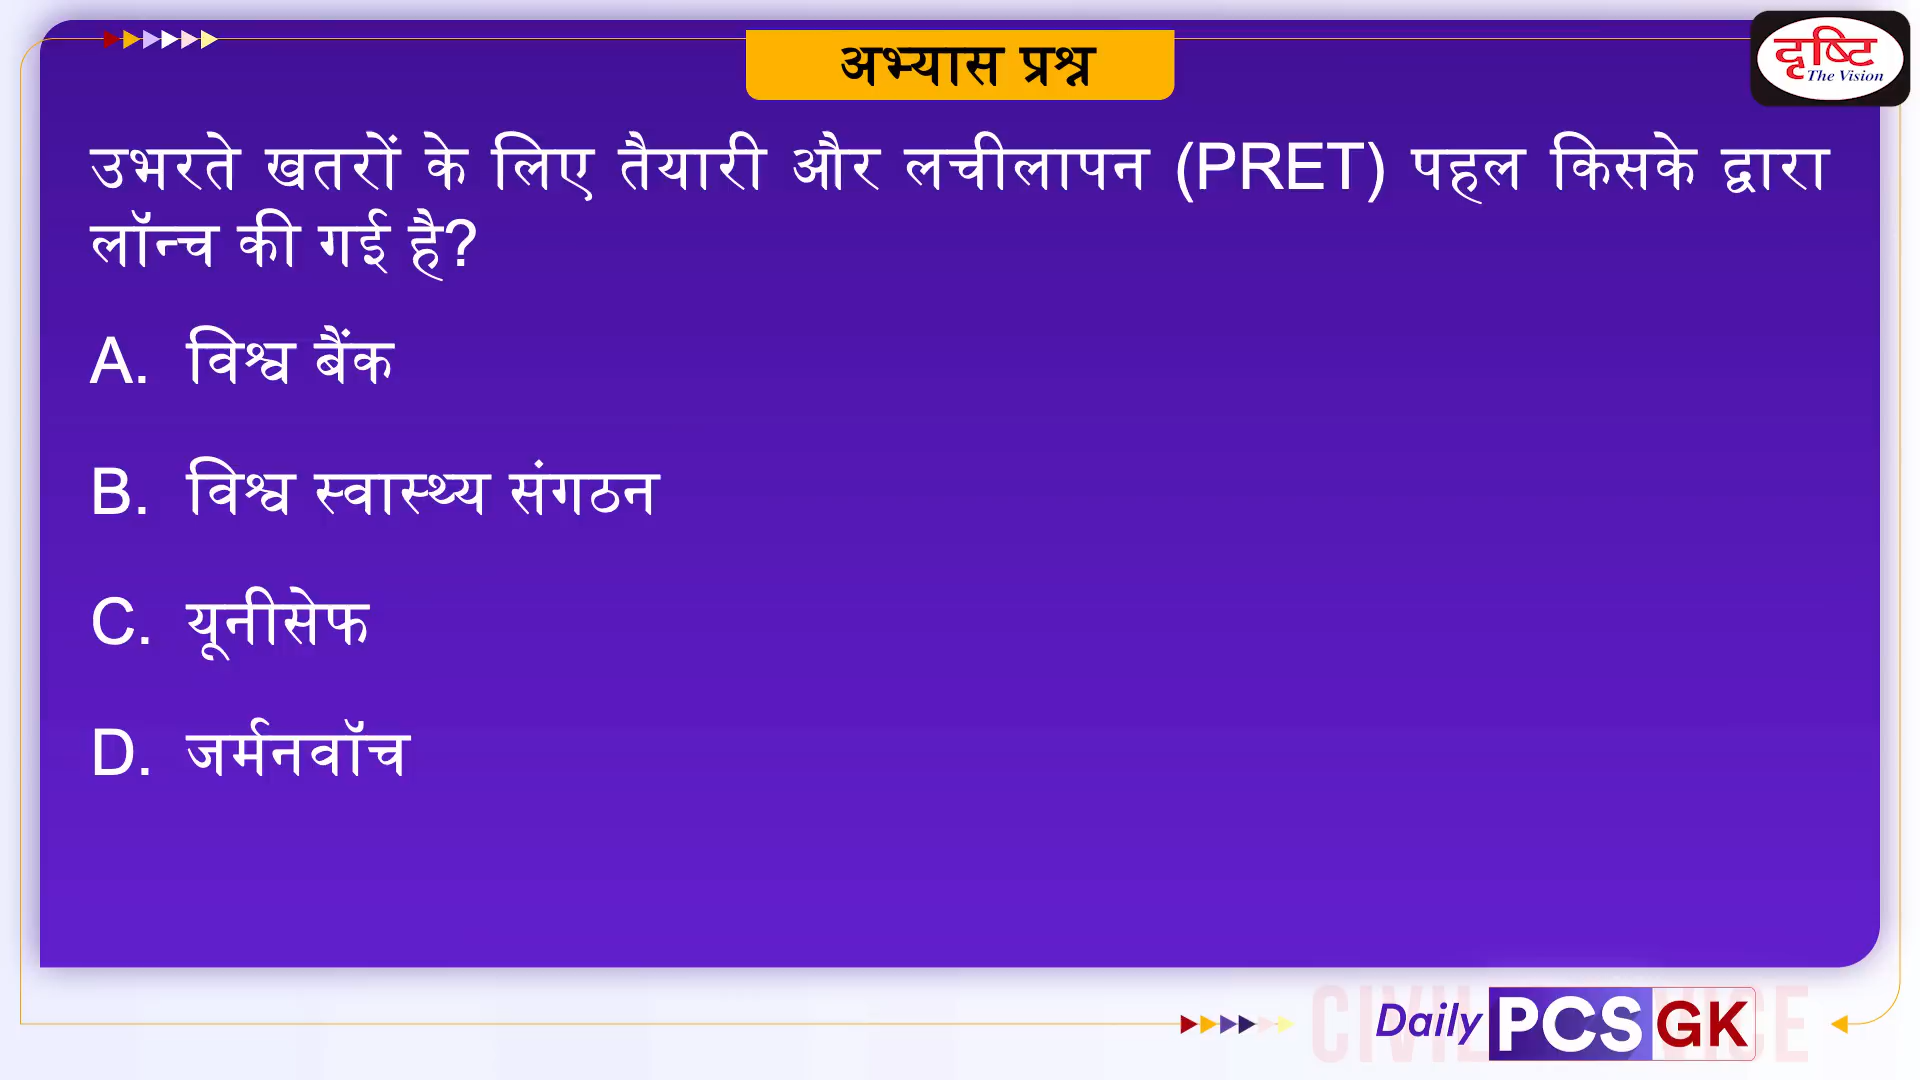 अभ्यास प्रश्न
दृष्टि
The Vision
उभरते खतरों के लिए तैयारी और लचीलापन (PRET) पहल किसके द्वारा
लॉन्च की गई है?
A. विश्व बैंक
B. विश्व स्वास्थ्य संगठन
C. यूनीसेफ
D. जर्मनवॉच
Daily PCS GK